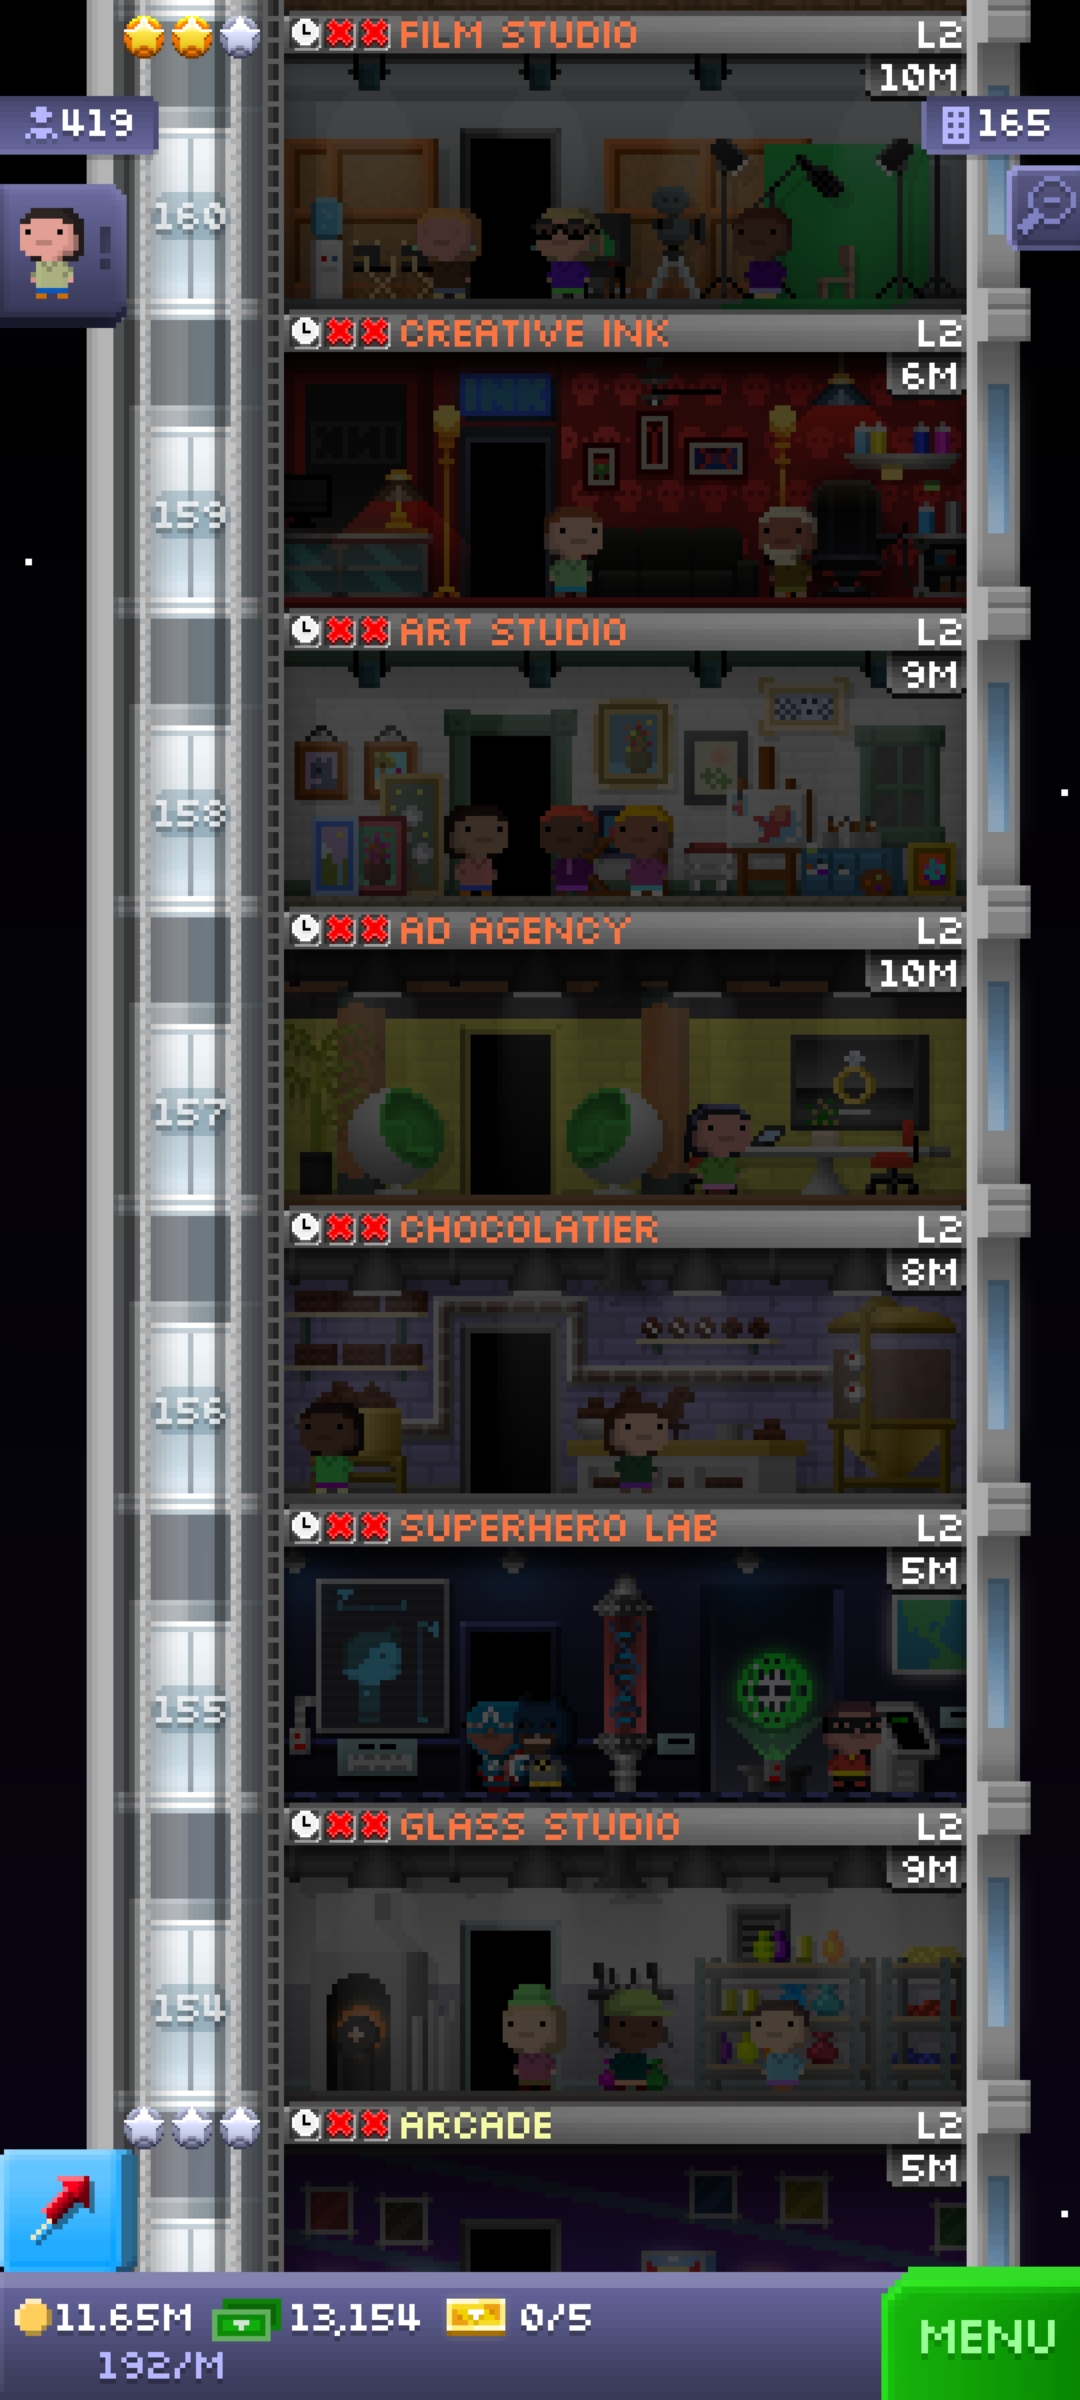 FILM STUDIO L2
10M
419
165
160
!
CREATIVE INK L2
6M
INK
159
ART STUDIO L2
9M
158
AD AGENCY L2
10M
157
CHOCOLATIER L2
8M
156
SUPERHERO LAB L2
5M
155
GLASS STUDIO L2
9M
154
ARCADE L2
5M
11.65M 13,154 0/5
192/M
MENU